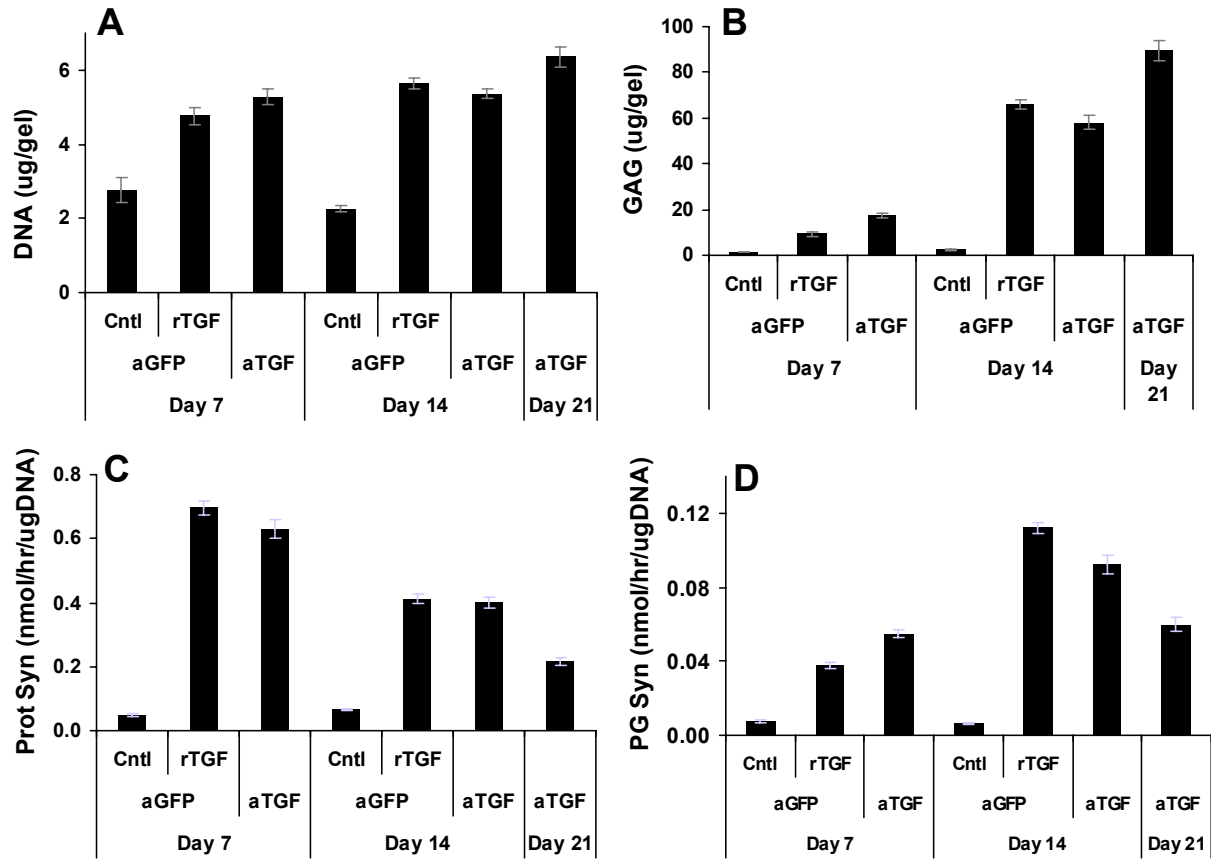 A
DNA (ug/gel)
6
4
2
0
Cntl rTGF Cntl rTGF
aGFP aTGF aGFP aTGF aTGF
Day 7 Day 14 Day 21
B
GAG (ug/gel)
100
80
60
40
20
0
Cntl rTGF Cntl rTGF
aGFP aTGF aGFP aTGF aTGF
Day 7 Day 14 Day
21
C
Prot Syn (nmol/hr/ugDNA)
0.8
0.6
0.4
0.2
0.0
Cntl rTGF Cntl rTGF
aGFP aTGF aGFP aTGF aTGF
Day 7 Day 14 Day 21
D
PG Syn (nmol/hr/ugDNA)
0.12
0.08
0.04
0.00
Cntl rTGF Cntl rTGF
aGFP aTGF aGFP aTGF aTGF
Day 7 Day 14 Day 21